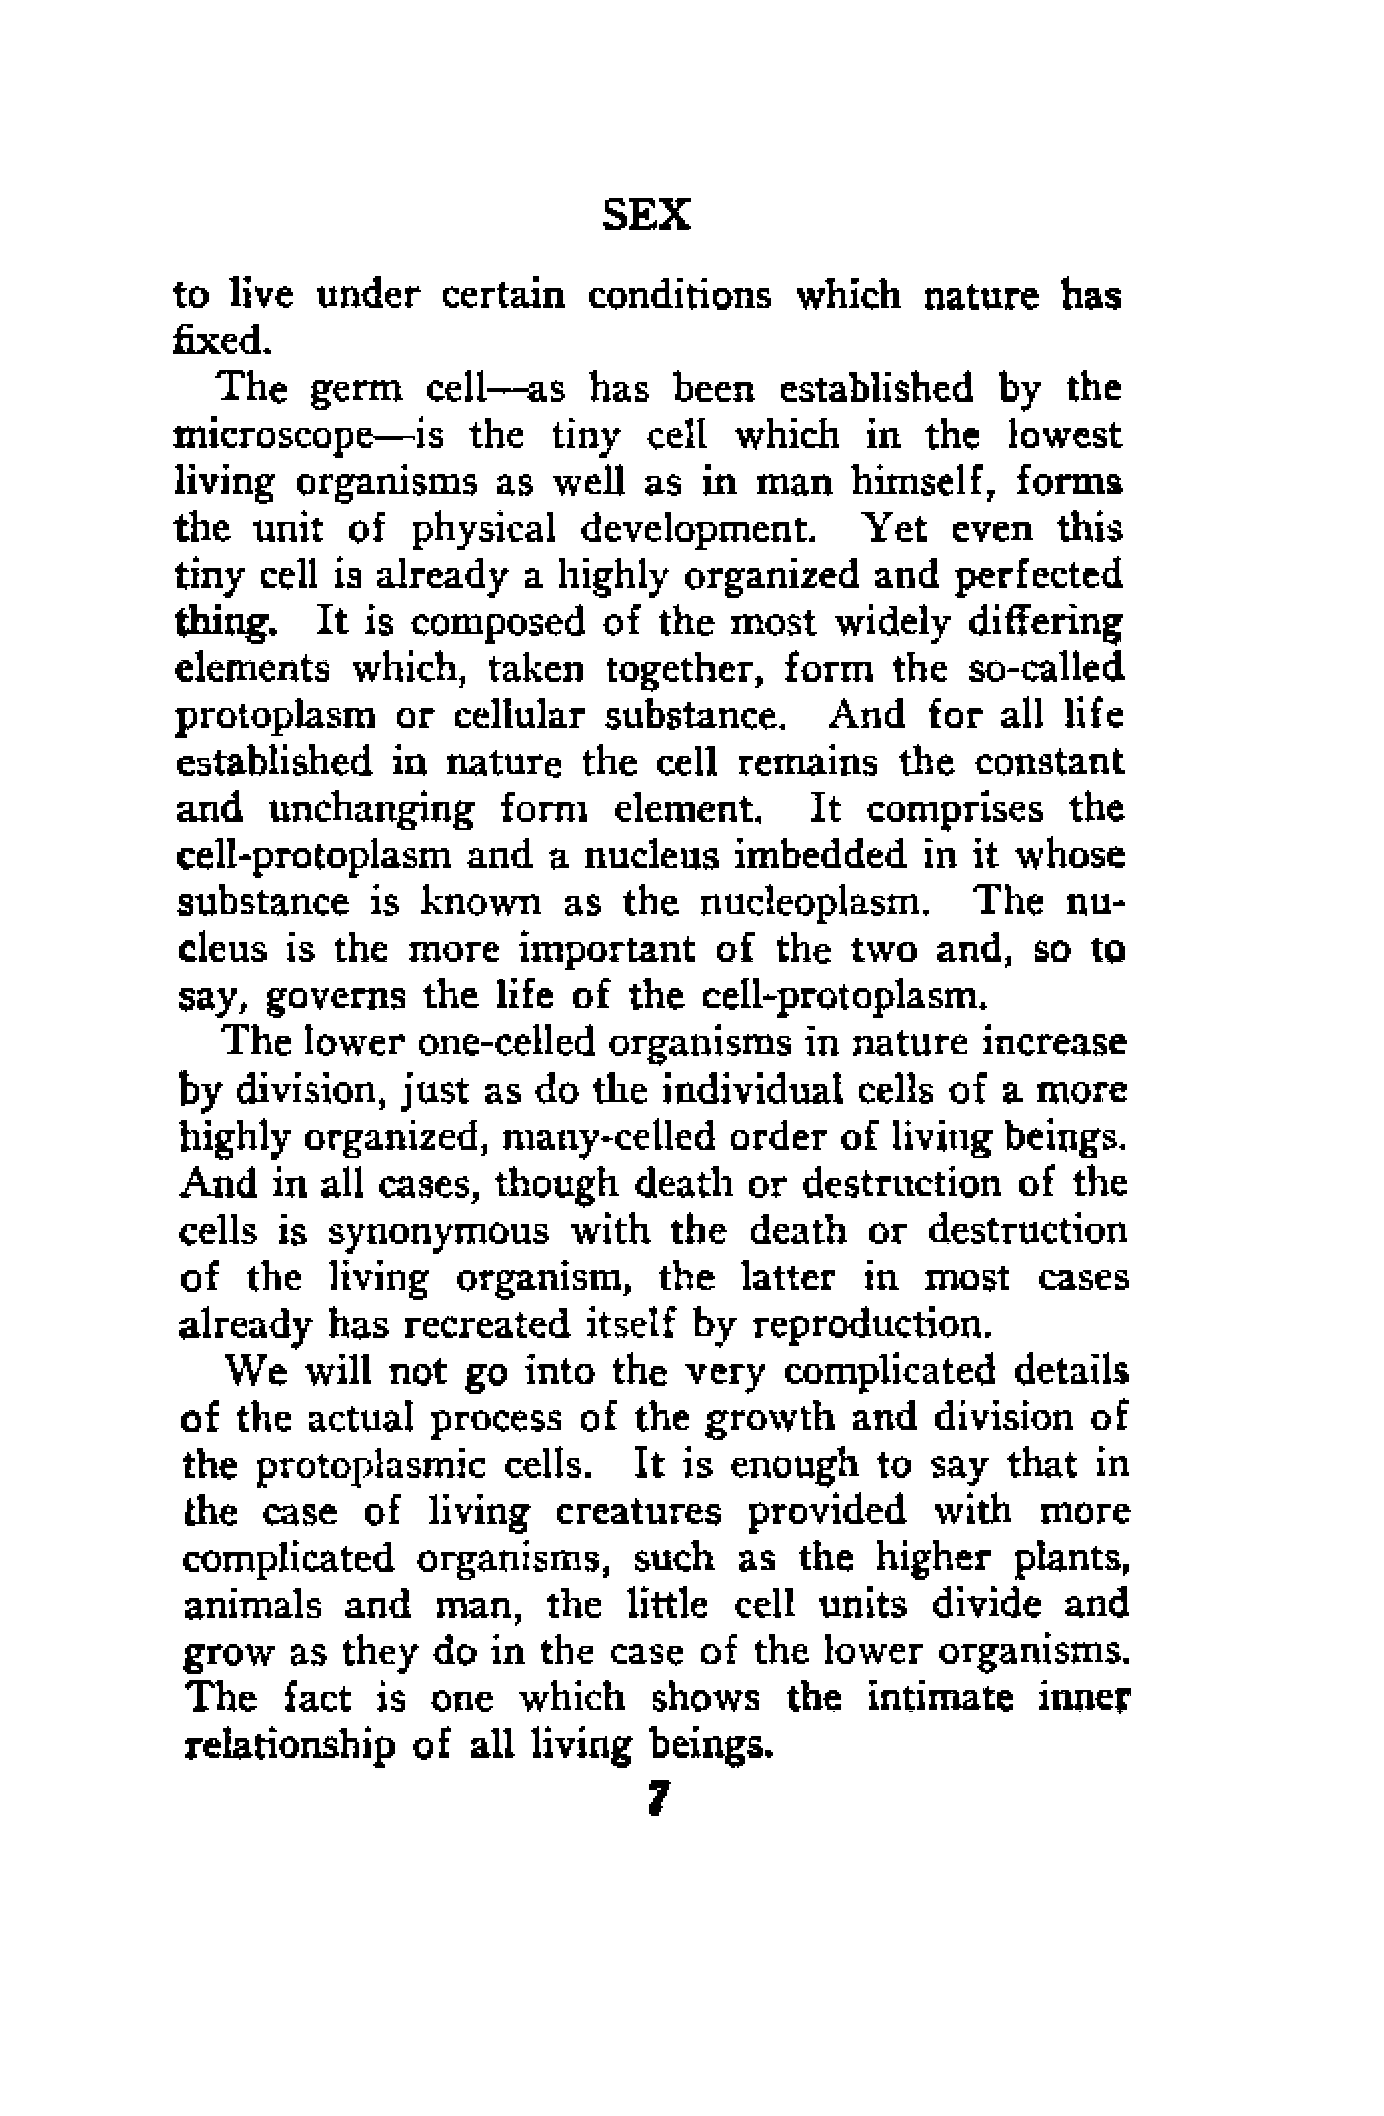 SEX
to live under certain conditions which nature has
fixed.
The germ cell—as has been established by the
microscope—is the tiny cell which in the lowest
living organisms as well as in man himself, forms
the unit of physical development. Yet even this
tiny cell is already a highly organized and perfected
thing. It is composed of the most widely differing
elements which, taken together, form the so-called
protoplasm or cellular substance. And for all life
established in nature the cell remains the constant
and unchanging form element. It comprises the
cell-protoplasm and a nucleus imbedded in it whose
substance is known as the nucleoplasm. The nu-
cleus is the more important of the two and, so to
say, governs the life of the cell-protoplasm.
The lower one-celled organisms in nature increase
by division, just as do the individual cells of a more
highly organized, many-celled order of living beings.
And in all cases, though death or destruction of the
cells is synonymous with the death or destruction
of the living organism, the latter in most cases
already has recreated itself by reproduction.
We will not go into the very complicated details
of the actual process of the growth and division of
the protoplasmic cells. It is enough to say that in
the case of living creatures provided with more
complicated organisms, such as the higher plants,
animals and man, the little cell units divide and
grow as they do in the case of the lower organisms.
The fact is one which shows the intimate inner
relationship of all living beings.
7